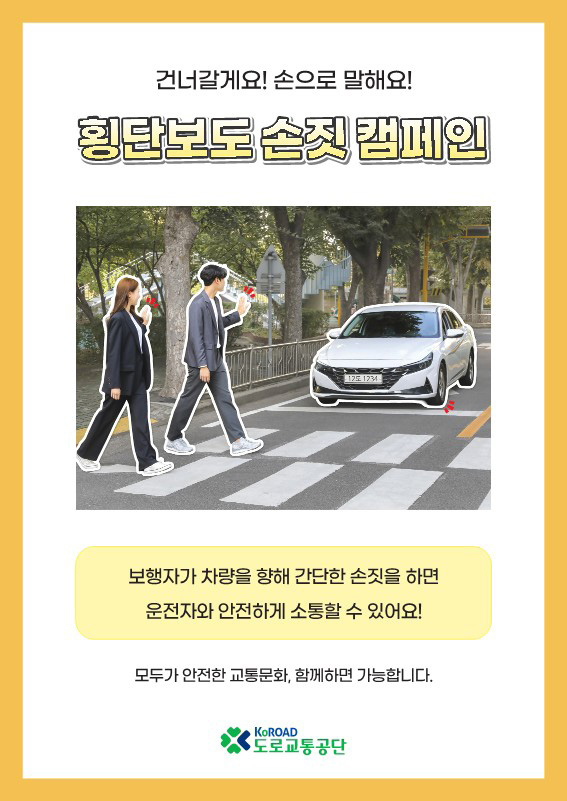 건너갈게요! 손으로 말해요!
횡단보도 손짓 캠페인
12도 1234
보행자가 차량을 향해 간단한 손짓을 하면
운전자와 안전하게 소통할 수 있어요!
모두가 안전한 교통문화, 함께하면 가능합니다.
KoROAD
도로교통공단